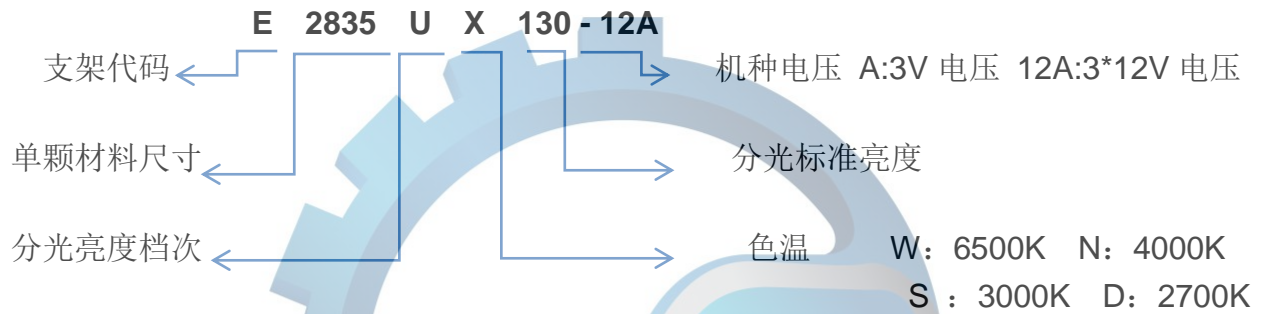 E 2835 U X 130 - 12A
支架代码 机种电压 A:3V 电压 12A:3*12V 电压
单颗材料尺寸 分光标准亮度
分光亮度档次 色温 W：6500K N：4000K
S ：3000K D：2700K